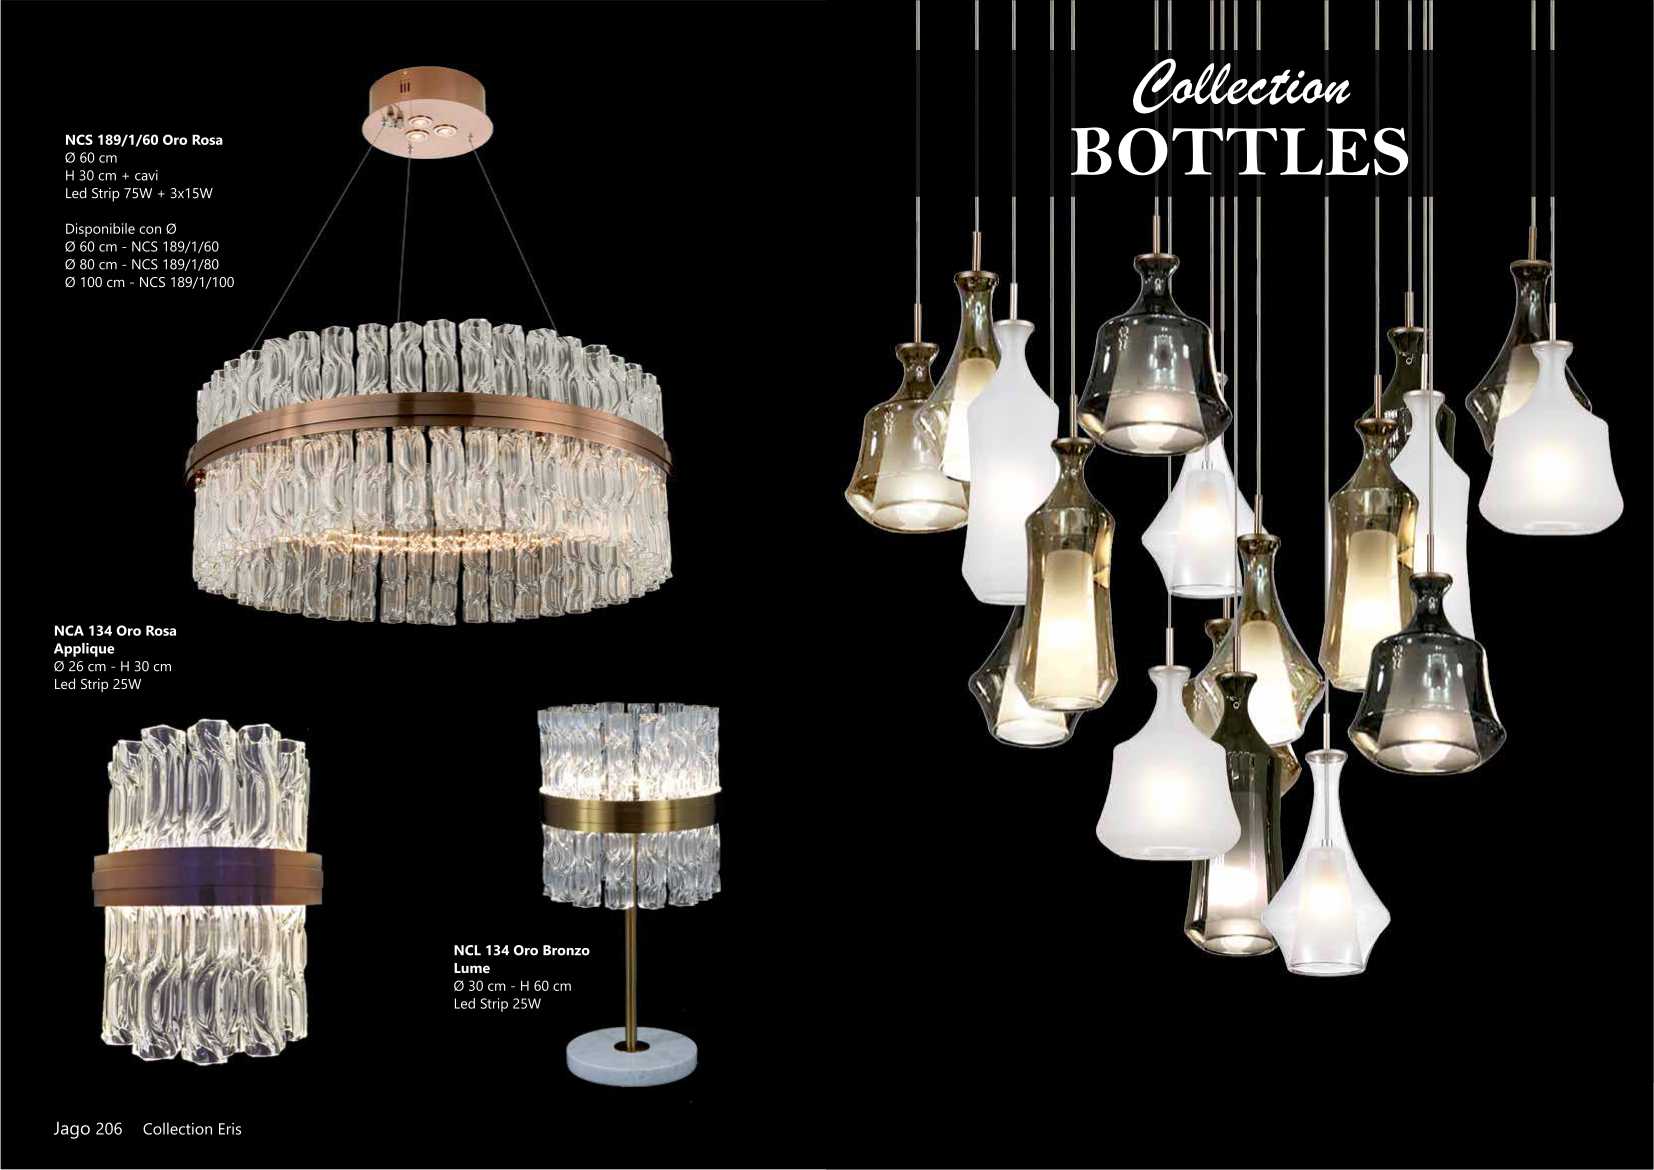 NCS 189/1/60 Oro Rosa
Ø 60 cm
H 30 cm + cavi
Led Strip 75W + 3x15W
Disponibile con Ø
Ø 60 cm - NCS 189/1/60
Ø 80 cm - NCS 189/1/80
Ø 100 cm - NCS 189/1/100
NCA 134 Oro Rosa
Applique
Ø 26 cm - H 30 cm
Led Strip 25W
NCL 134 Oro Bronzo
Lume
Ø 30 cm - H 60 cm
Led Strip 25W
Jago 206 Collection Eris
Collection
BOTTLES